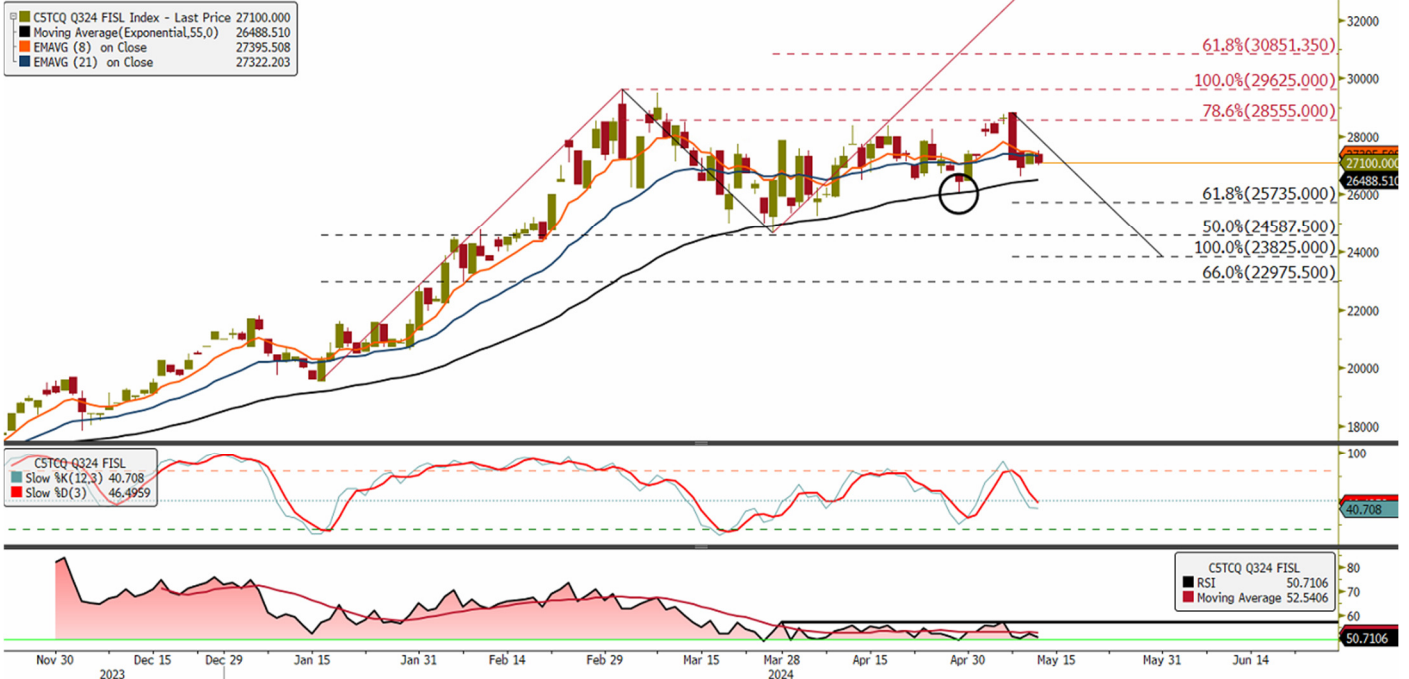 C5TCQ Q324 FISL Index - Last Price 27100.000
Moving Average(Exponential,55,0) 26488.510
EMAVG (8) on Close 27395.508
EMAVG (21) on Close 27322.203
61.8%(30851.350)
100.0%(29625.000)
78.6%(28555.000)
61.8%(25735.000)
50.0%(24587.500)
100.0%(23825.000)
66.0%(22975.500)
32000
30000
28000
27100.000
26488.510
26000
24000
22000
20000
18000
C5TCQ Q324 FISL
Slow %K(12,3) 40.708
Slow %D(3) 46.4959
100
40.708
C5TCQ Q324 FISL
RSI 50.7106
Moving Average 52.5406
80
70
60
50.7106
Nov 30 Dec 15 Dec 29 Jan 15 Jan 31 Feb 14 Feb 29 Mar 15 Mar 28 Apr 15 Apr 30 May 15 May 31 Jun 14
2023 2024